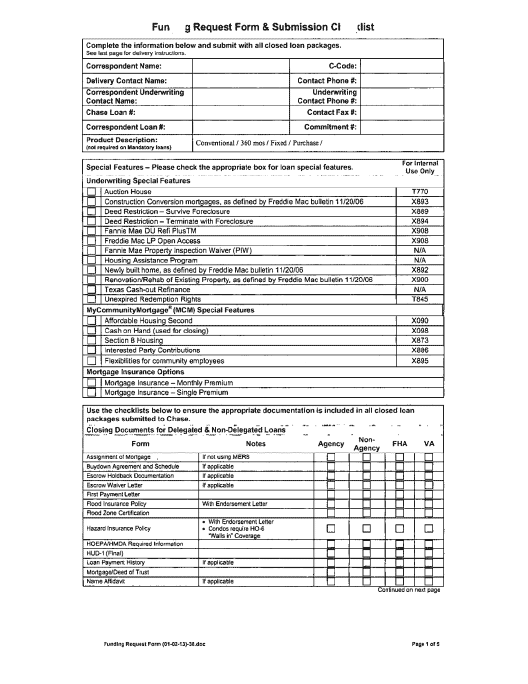 Fun g Request Form & Submission Cl dist
Complete the information below and submit with all closed loan packages.
See last page for delivery instructions.
Correspondent Name: C-Code:
Delivery Contact Name: Contact Phone #:
Correspondent Underwriting Contact Name: Underwriting Contact Phone #:
Chase Loan #: Contact Fax #:
Correspondent Loan #: Commitment #:
Product Description: Conventional / 360 mos / Fixed / Purchase /
(not required on Mandatory loans)
Special Features – Please check the appropriate box for loan special features. For Internal Use Only
Underwriting Special Features
Auction House T770
Construction Conversion mortgages, as defined by Freddie Mac bulletin 11/20/06 X893
Deed Restriction – Survive Foreclosure X889
Deed Restriction – Terminate with Foreclosure X894
Fannie Mae DU Refi PlusTM X908
Freddie Mac LP Open Access X908
Fannie Mae Property Inspection Waiver (PIW) N/A
Housing Assistance Program N/A
Newly built home, as defined by Freddie Mac bulletin 11/20/06 X892
Renovation/Rehab of Existing Property, as defined by Freddie Mac bulletin 11/20/06 X900
Texas Cash-out Refinance N/A
Unexpired Redemption Rights T845
MyCommunityMortgage® (MCM) Special Features
Affordable Housing Second X090
Cash on Hand (used for closing) X098
Section 8 Housing X873
Interested Party Contributions X886
Flexibilities for community employees X895
Mortgage Insurance Options
Mortgage Insurance – Monthly Premium
Mortgage Insurance – Single Premium
Use the checklists below to ensure the appropriate documentation is included in all closed loan
packages submitted to Chase.
Closing Documents for Delegated & Non-Delegated Loans
Form Notes Agency Non-Agency FHA VA
Assignment of Mortgage If not using MERS
Buydown Agreement and Schedule If applicable
Escrow Holdback Documentation If applicable
Escrow Waiver Letter If applicable
First Payment Letter
Flood Insurance Policy With Endorsement Letter
Flood Zone Certification
Hazard Insurance Policy • With Endorsement Letter
• Condos require HO-6
"Walls in" Coverage
HOEPA/HMDA Required Information
HUD-1 (Final)
Loan Payment History If applicable
Mortgage/Deed of Trust
Name Affidavit If applicable
Continued on next page
Funding Request Form (01-02-13)-38.doc Page 1 of 5